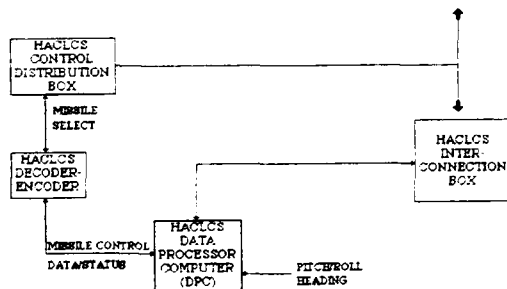 HACLCS
CONTROL
DISTRIBUTION
BOX
MISSILE
SELECT
HACLCS
DECODER-
ENCODER
HACLCS
INTER-
CONNECTION
BOX
MISSILE CONTROL
DATA/STATUS
HACLCS
DATA
PROCESSOR
COMPUTER
(DPC)
PITCH/ROLL
HEADING